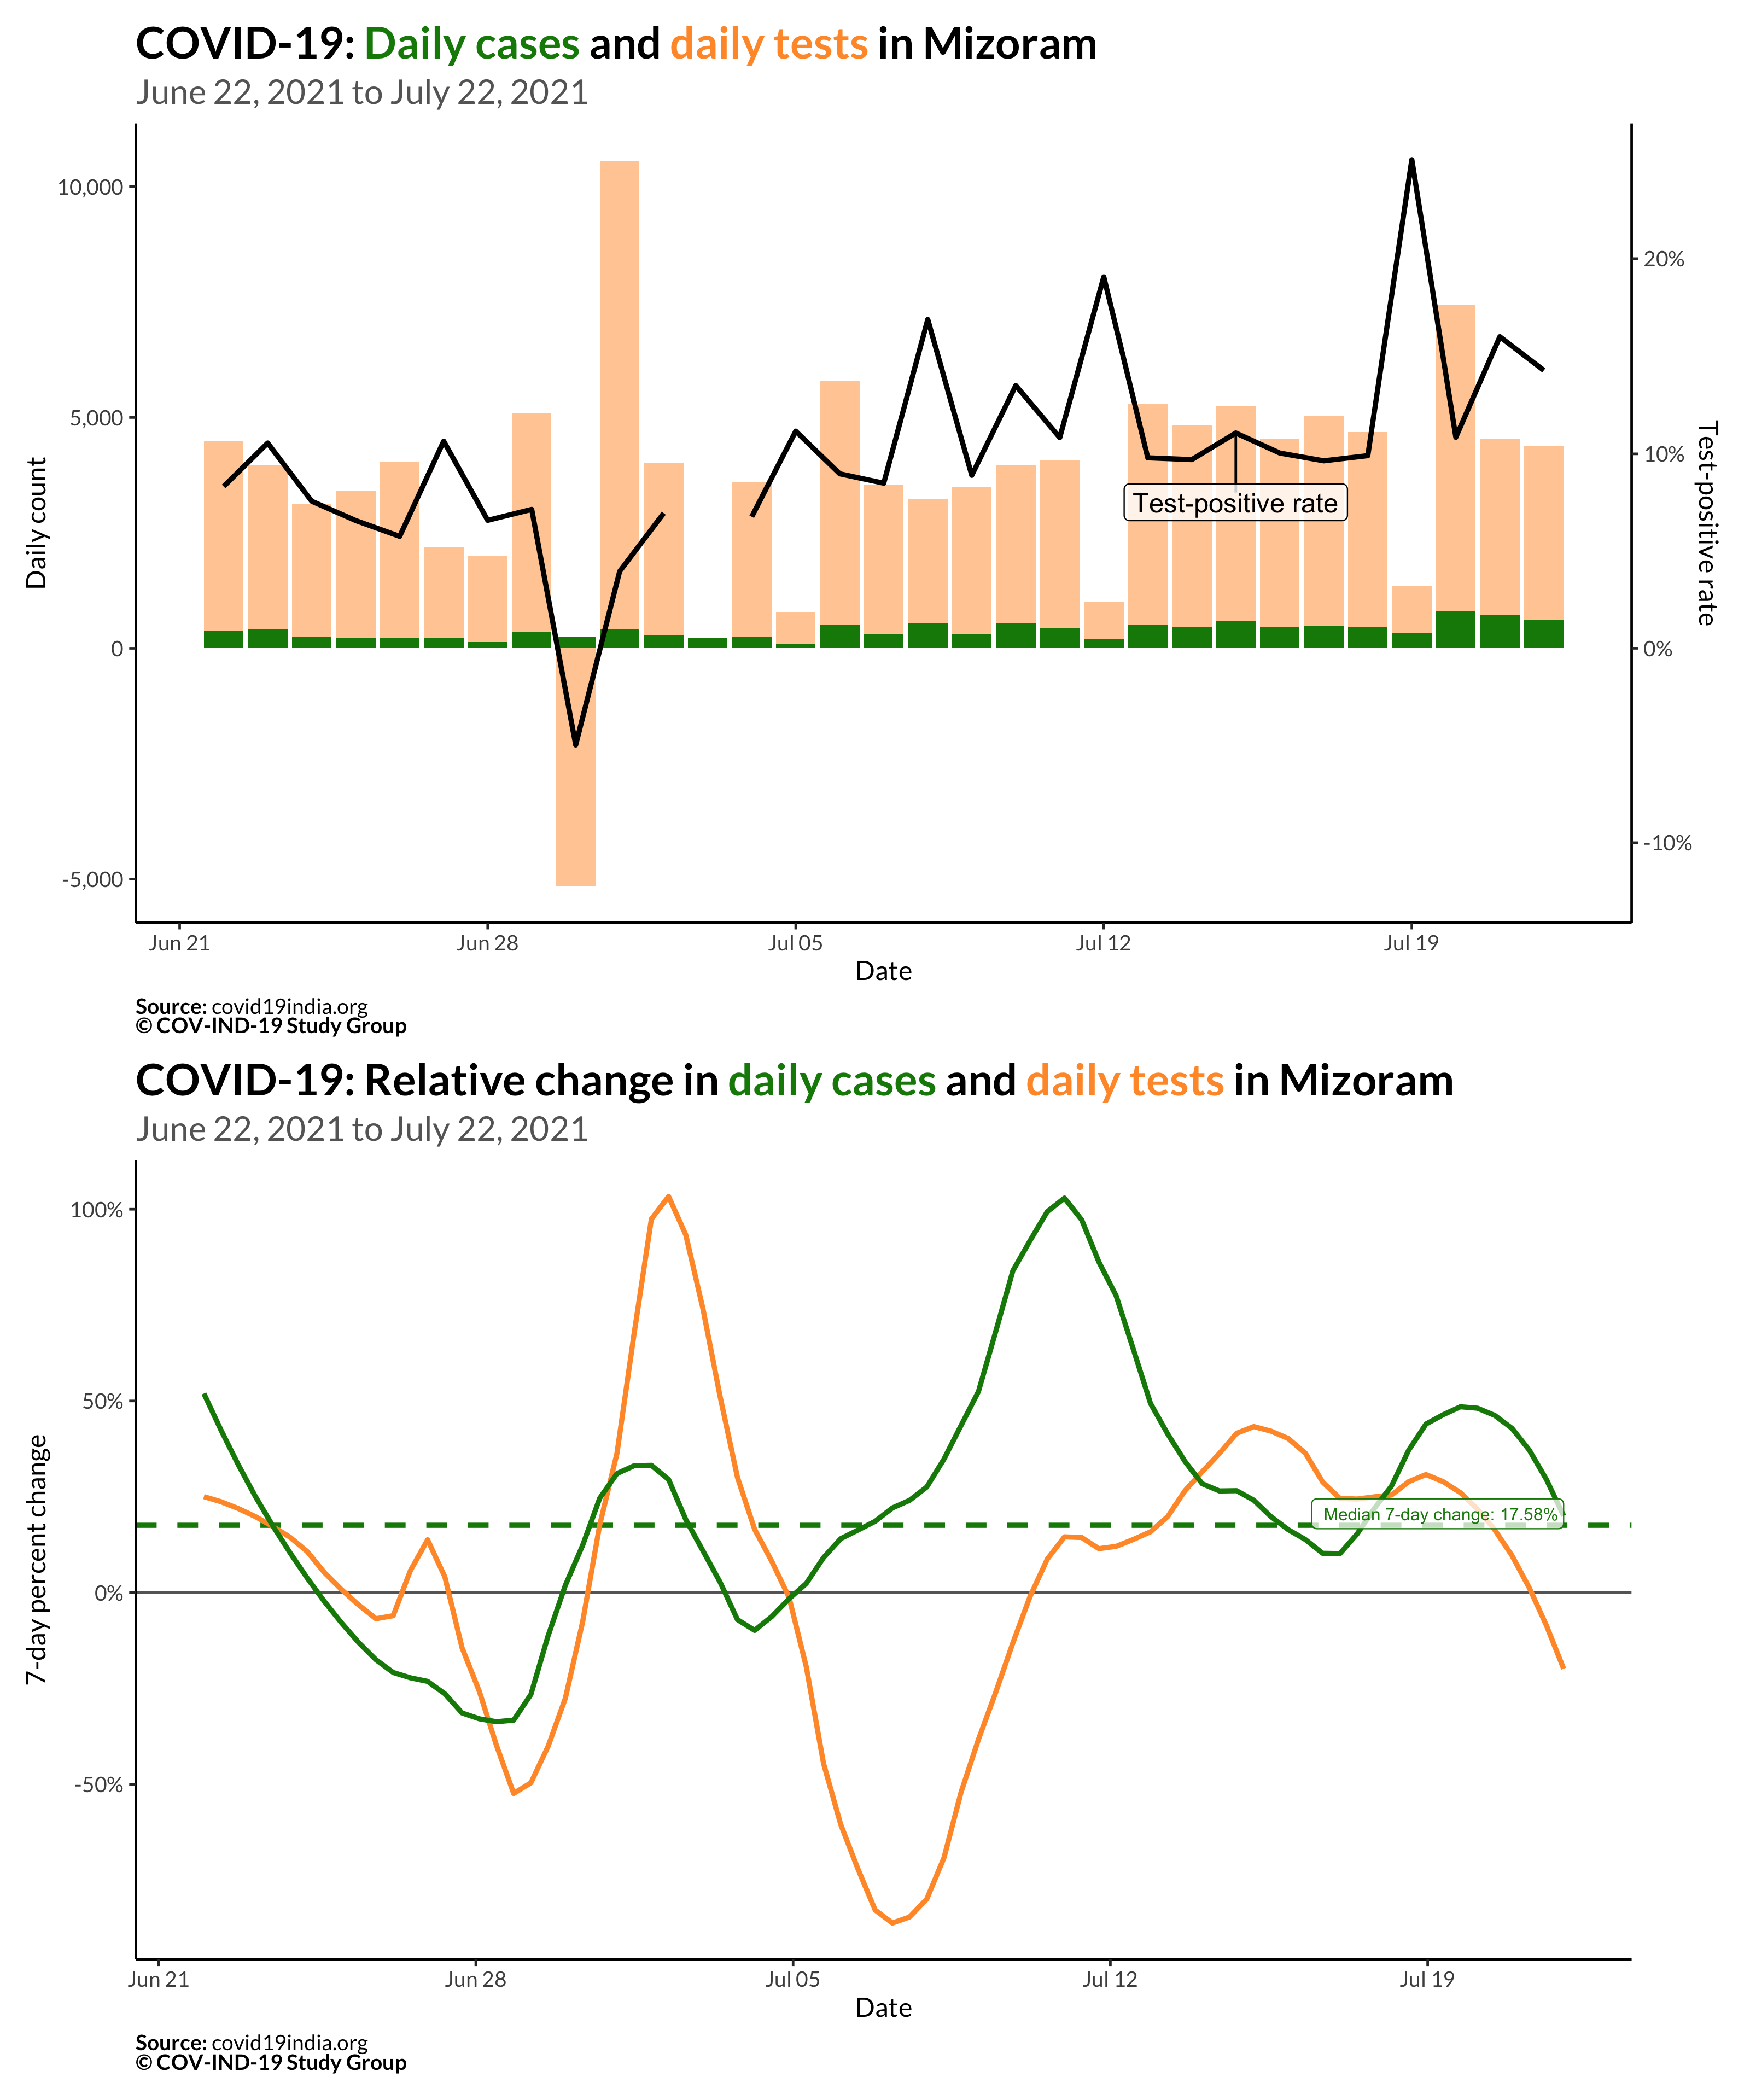 COVID-19: Daily cases and daily tests in Mizoram
June 22, 2021 to July 22, 2021
Daily count
10,000
5,000
0
-5,000
20%
10%
0%
-10%
Test-positive rate
Test-positive rate
Jun 21
Jun 28
Jul 05
Jul 12
Jul 19
Date
Source: covid19india.org
© COV-IND-19 Study Group
COVID-19: Relative change in daily cases and daily tests in Mizoram
June 22, 2021 to July 22, 2021
7-day percent change
100%
50%
0%
-50%
Median 7-day change: 17.58%
Jun 21
Jun 28
Jul 05
Jul 12
Jul 19
Date
Source: covid19india.org
© COV-IND-19 Study Group